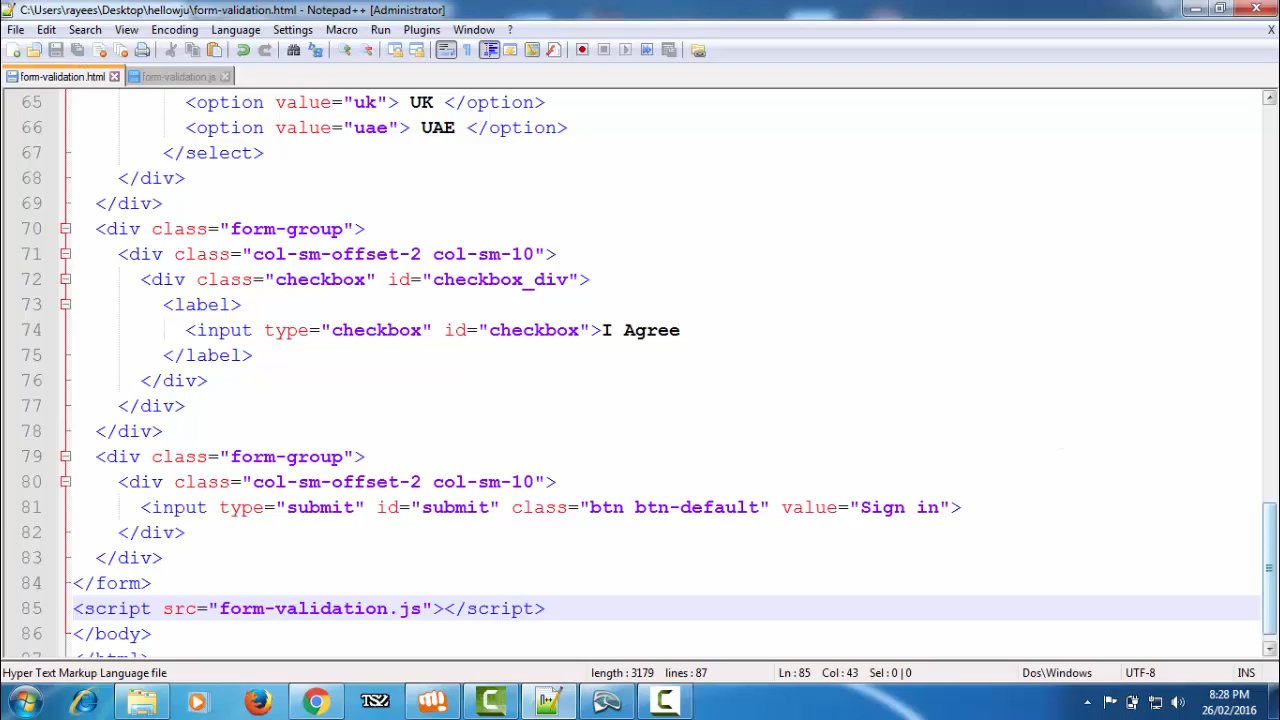 C:\Users\rayees\Desktop\hellowju\form-validation.html - Notepad++ [Administrator]
File Edit Search View Encoding Language Settings Macro Run Plugins Window ? X
form-validation.html form-validation.js
65 <option value="uk"> UK </option>
66 <option value="uae"> UAE </option>
67 </select>
68 </div>
69 </div>
70 <div class="form-group">
71 <div class="col-sm-offset-2 col-sm-10">
72 <div class="checkbox" id="checkbox_div">
73 <label>
74 <input type="checkbox" id="checkbox">I Agree
75 </label>
76 </div>
77 </div>
78 </div>
79 <div class="form-group">
80 <div class="col-sm-offset-2 col-sm-10">
81 <input type="submit" id="submit" class="btn btn-default" value="Sign in">
82 </div>
83 </div>
84 </form>
85 <script src="form-validation.js"></script>
86 </body>
</html>
Hyper Text Markup Language file length : 3179 lines : 87 Ln : 85 Col : 43 Sel : 0 | 0 Dos\Windows UTF-8 INS
TS2
8:28 PM
26/02/2016